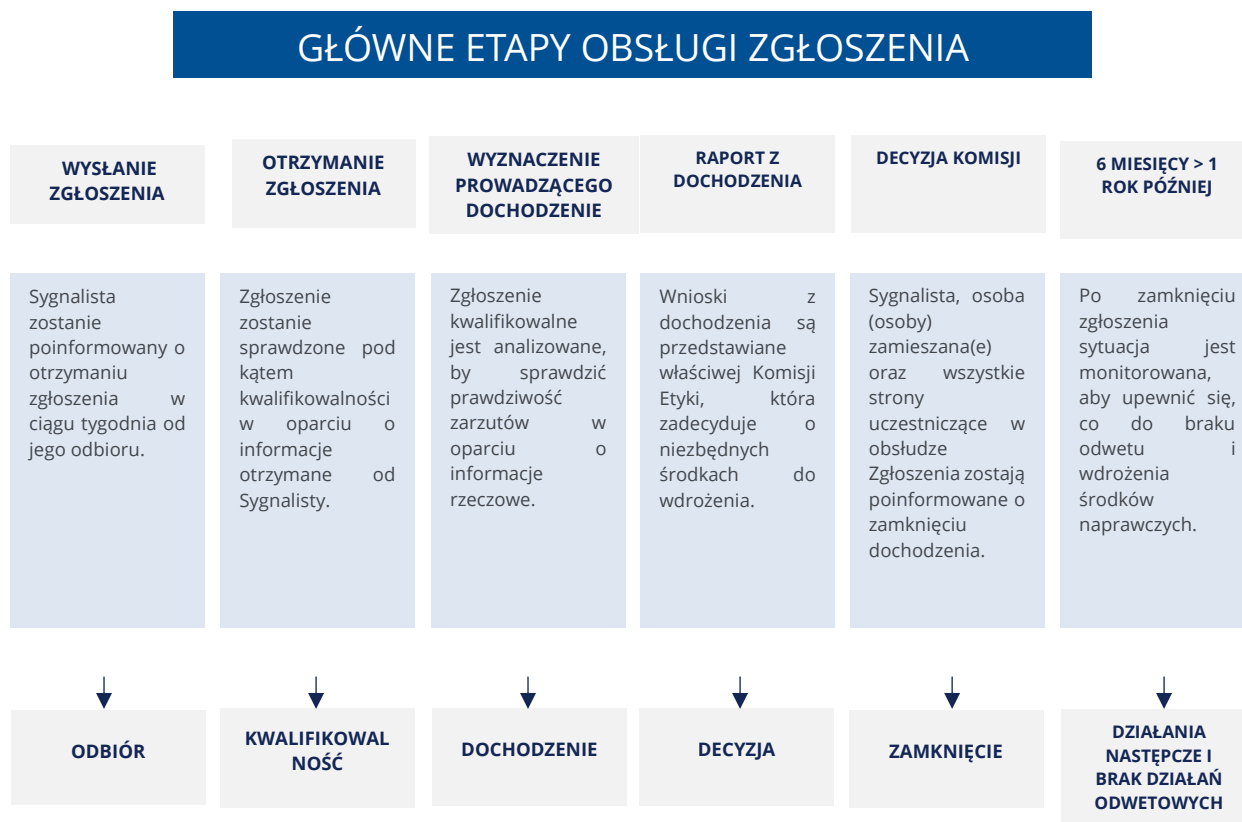 GŁÓWNE ETAPY OBSŁUGI ZGŁOSZENIA
WYSŁANIE
ZGŁOSZENIA
OTRZYMANIE
ZGŁOSZENIA
WYZNACZENIE
PROWADZĄCEGO
DOCHODZENIE
RAPORT Z
DOCHODZENIA
DECYZJA KOMISJI
6 MIESIĘCY > 1
ROK PÓŹNIEJ
Sygnalista
zostanie
poinformowany o
otrzymaniu
zgłoszenia w
ciągu tygodnia od
jego odbioru.
Zgłoszenie
zostanie
sprawdzone pod
kątem
kwalifikowalności
w oparciu o
informacje
otrzymane od
Sygnalisty.
Zgłoszenie
kwalifikowalne
jest analizowane,
by sprawdzić
prawdziwość
zarzutów w
oparciu o
informacje
rzeczowe.
Wnioski z
dochodzenia są
przedstawiane
właściwej Komisji
Etyki, która
zadecyduje o
niezbędnych
środkach do
wdrożenia.
Sygnalista, osoba
(osoby)
zamieszana(e)
oraz wszystkie
strony
uczestniczące w
obsłudze
Zgłoszenia zostają
poinformowane o
zamknięciu
dochodzenia.
Po zamknięciu
zgłoszenia
sytuacja jest
monitorowana,
aby upewnić się,
co do braku
odwetu i
wdrożenia
środków
naprawczych.
ODBIÓR
KWALIFIKOWAL
NOŚĆ
DOCHODZENIE
DECYZJA
ZAMKNIĘCIE
DZIAŁANIA
NASTĘPCZE I
BRAK DZIAŁAŃ
ODWETOWYCH